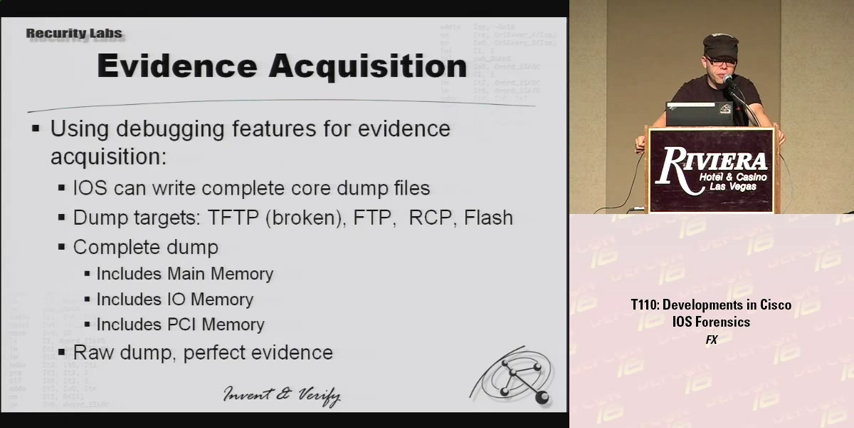 Recurity Labs
Evidence Acquisition
▪ Using debugging features for evidence
acquisition:
▪ IOS can write complete core dump files
▪ Dump targets: TFTP (broken), FTP, RCP, Flash
▪ Complete dump
▪ Includes Main Memory
▪ Includes IO Memory
▪ Includes PCI Memory
▪ Raw dump, perfect evidence
Invent & Verify
RIVIERA
Hotel & Casino
Las Vegas
T110: Developments in Cisco
IOS Forensics
FX